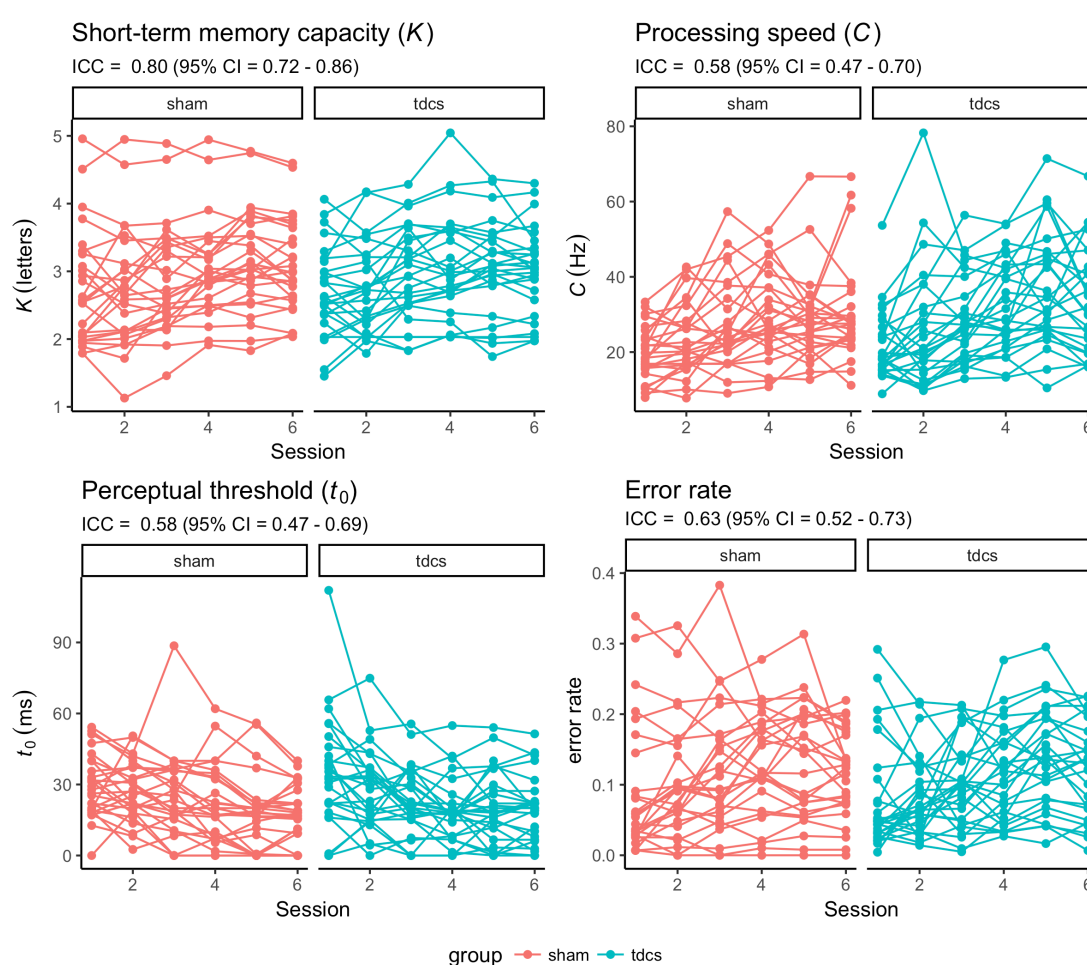 Short-term memory capacity (K)
ICC = 0.80 (95% CI = 0.72 - 0.86)
sham tdcs
5
4
3
2
1
K (letters)
2 4 6 2 4 6
Session
Processing speed (C)
ICC = 0.58 (95% CI = 0.47 - 0.70)
sham tdcs
80
60
40
20
C (Hz)
2 4 6 2 4 6
Session
Perceptual threshold (t0)
ICC = 0.58 (95% CI = 0.47 - 0.69)
sham tdcs
90
60
30
0
t0 (ms)
2 4 6 2 4 6
Session
Error rate
ICC = 0.63 (95% CI = 0.52 - 0.73)
sham tdcs
0.4
0.3
0.2
0.1
0.0
error rate
2 4 6 2 4 6
Session
group sham tdcs